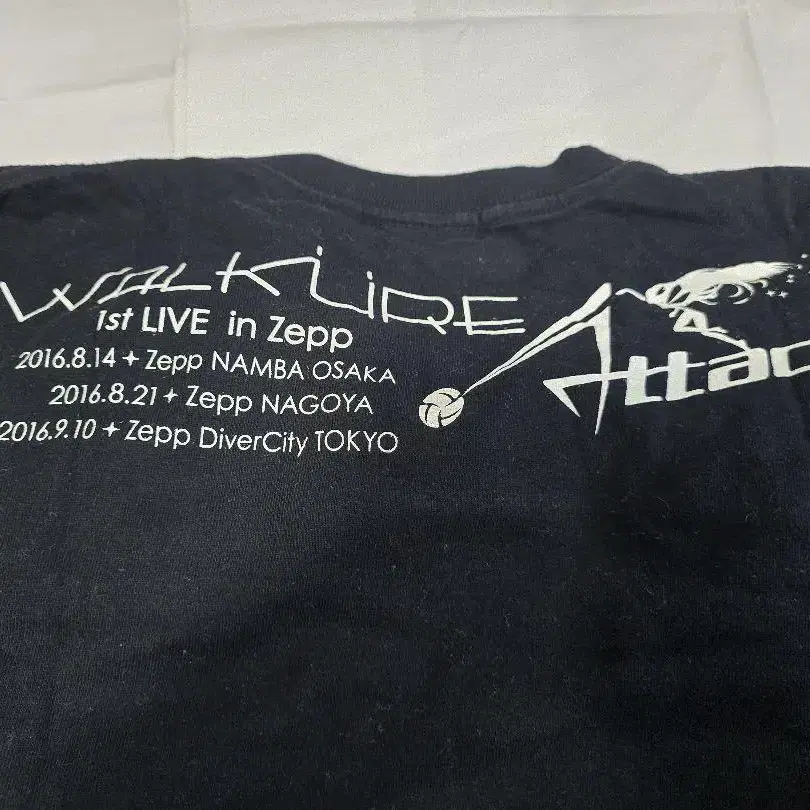 WALKÜRE Attac
1st LIVE in Zepp
2016.8.14 + Zepp NAMBA OSAKA
2016.8.21 + Zepp NAGOYA
2016.9.10 + Zepp DiverCity TOKYO